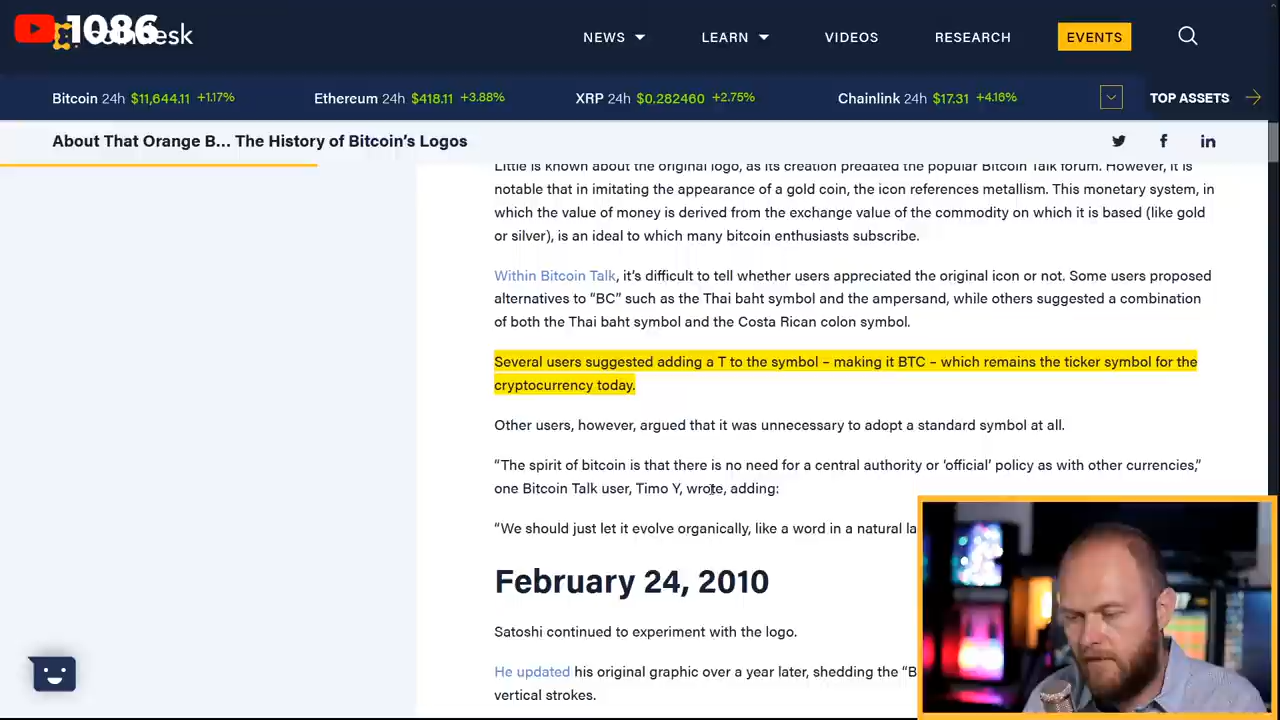 1086
desk
NEWS
LEARN
VIDEOS
RESEARCH
EVENTS
Bitcoin 24h $11,644.11 +1.17%
Ethereum 24h $418.11 +3.88%
XRP 24h $0.282460 +2.75%
Chainlink 24h $17.31 +4.16%
TOP ASSETS
About That Orange B... The History of Bitcoin's Logos
Little is known about the original logo, as its creation predated the popular Bitcoin Talk forum. However, it is
notable that in imitating the appearance of a gold coin, the icon references metallism. This monetary system, in
which the value of money is derived from the exchange value of the commodity on which it is based (like gold
or silver), is an ideal to which many bitcoin enthusiasts subscribe.
Within Bitcoin Talk, it's difficult to tell whether users appreciated the original icon or not. Some users proposed
alternatives to “BC” such as the Thai baht symbol and the ampersand, while others suggested a combination
of both the Thai baht symbol and the Costa Rican colon symbol.
Several users suggested adding a T to the symbol – making it BTC – which remains the ticker symbol for the
cryptocurrency today.
Other users, however, argued that it was unnecessary to adopt a standard symbol at all.
“The spirit of bitcoin is that there is no need for a central authority or ‘official’ policy as with other currencies,”
one Bitcoin Talk user, Timo Y, wrote, adding:
“We should just let it evolve organically, like a word in a natural la
February 24, 2010
Satoshi continued to experiment with the logo.
He updated his original graphic over a year later, shedding the “B
vertical strokes.